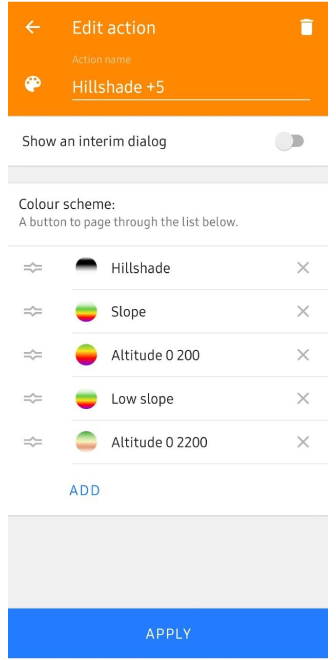 Edit action
Action name
Hillshade +5
Show an interim dialog
Colour scheme:
A button to page through the list below.
Hillshade
Slope
Altitude 0 200
Low slope
Altitude 0 2200
ADD
APPLY